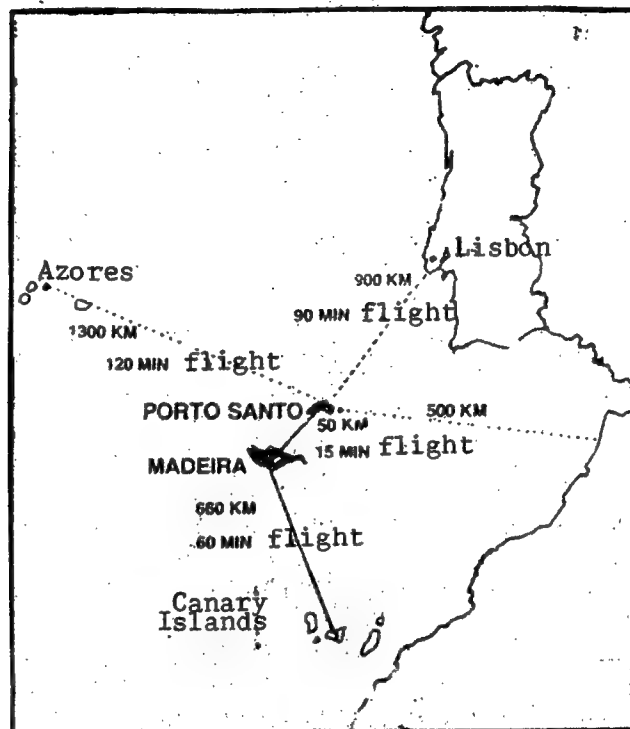 Lisbon
Azores
900 KM
90 MIN flight
1300 KM
120 MIN flight
PORTO SANTO
500 KM
50 KM
15 MIN flight
MADEIRA
660 KM
60 MIN flight
Canary
Islands